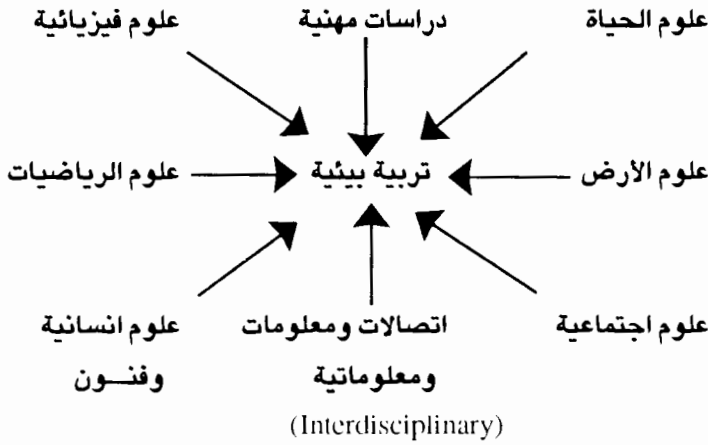 علوم الحياة دراسات مهنية علوم فيزيائية
علوم الأرض تربية بيئية علوم الرياضيات
علوم اجتماعية اتصالات ومعلومات علوم انسانية
ومعلوماتية وفنـــون
(Interdisciplinary)